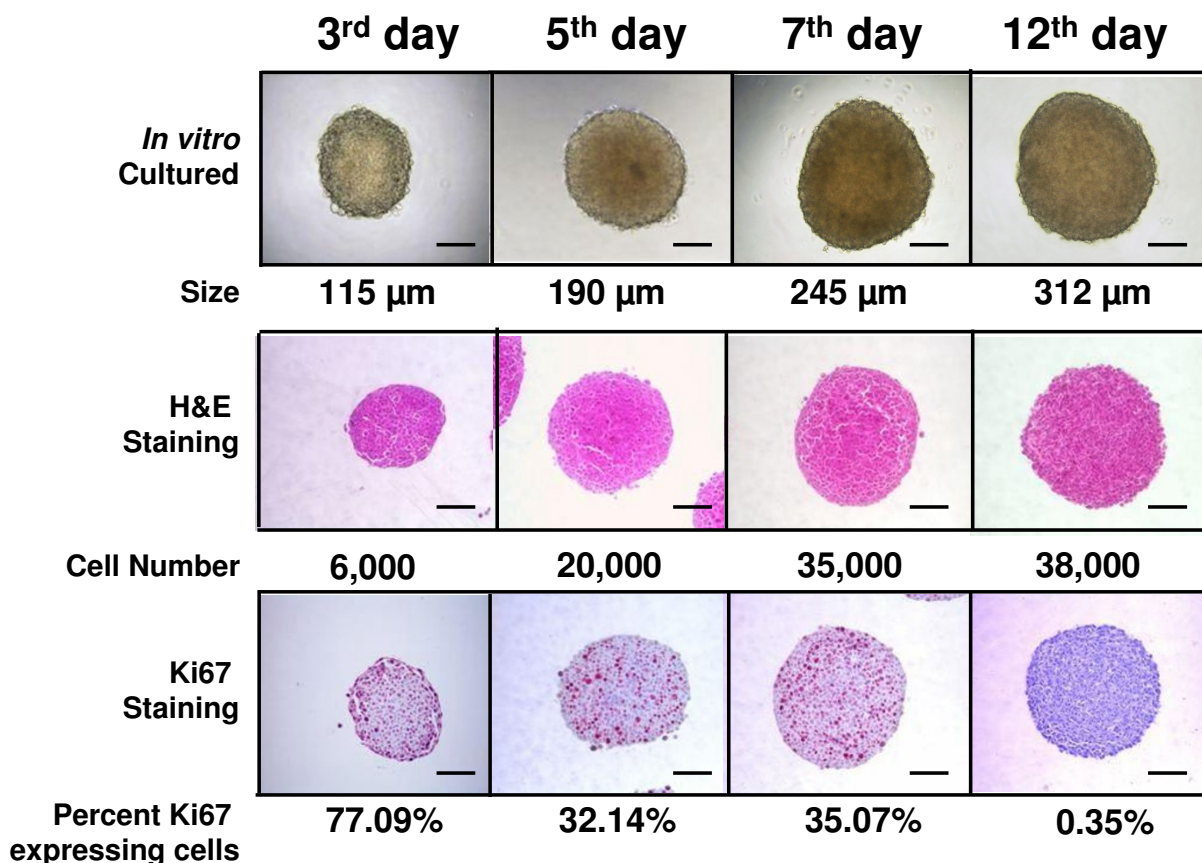 3rd day 5th day 7th day 12th day
In vitro
Cultured
Size 115 µm 190 µm 245 µm 312 µm
H&E
Staining
Cell Number 6,000 20,000 35,000 38,000
Ki67
Staining
Percent Ki67
expressing cells 77.09% 32.14% 35.07% 0.35%